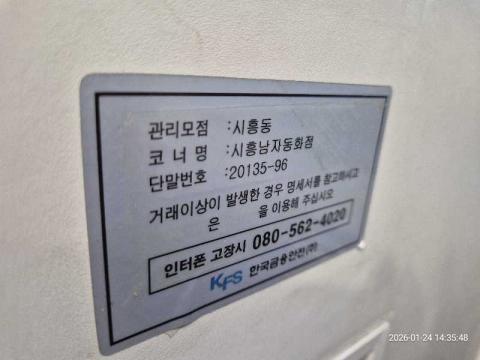 관리모점 :시흥동
코 너 명 :시흥남자동화점
단말번호 :20135-96
거래이상이 발생한 경우 명세서를 참고하시고
은 을 이용해 주십시오
인터폰 고장시 080-562-4020
KFS 한국금융안전(주)
2026-01-24 14:35:48